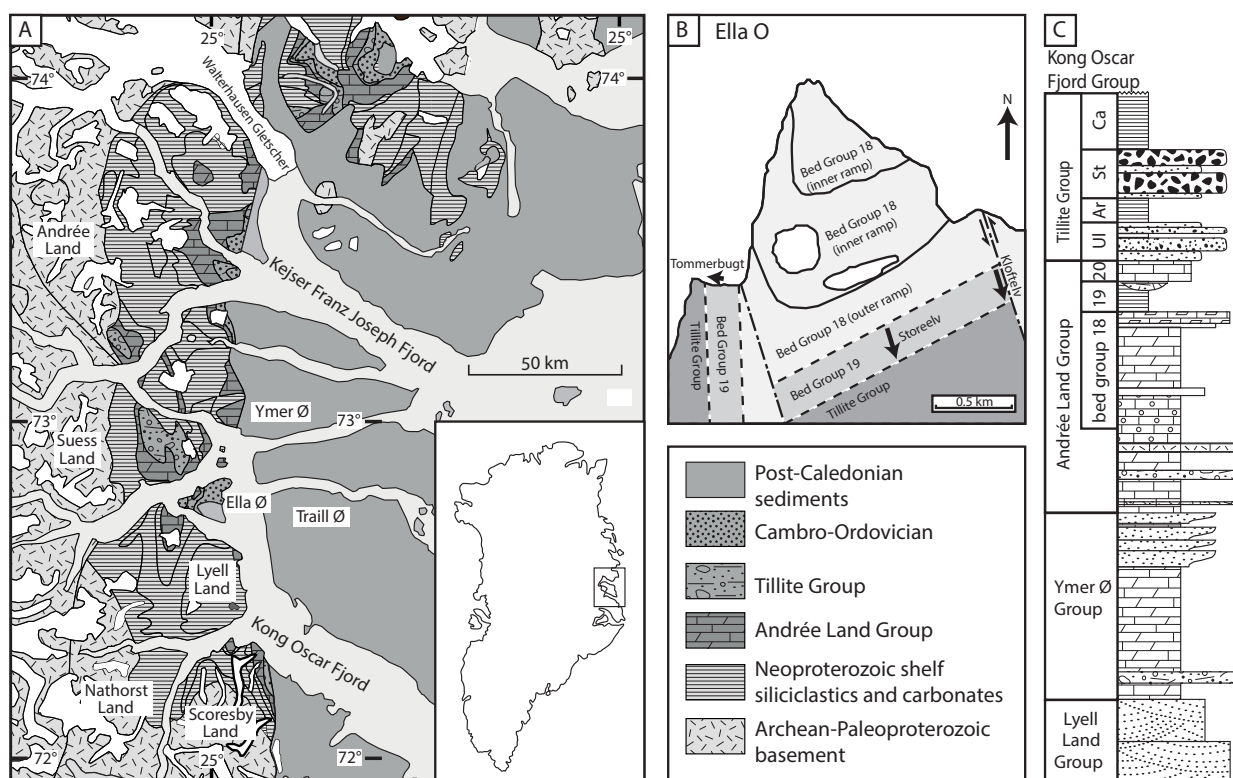 A
25°
25°
74°
74°
Walterhausen Gletscher
Andrée
Land
Kejser Franz Joseph Fjord
50 km
Ymer Ø
73°
73°
Suess
Land
Ella Ø
Traill Ø
Lyell
Land
Kong Oscar Fjord
Nathorst
Land
Scoresby
Land
72°
25°
72°
B
Ella O
N
Bed Group 18
(inner ramp)
Bed Group 18
(inner ramp)
Tommerbugt
Kloftelv
Bed Group 18 (outer ramp)
Storeelv
Tillite Group
Bed Group 19
Bed Group 19
Tillite Group
0.5 km
Post-Caledonian
sediments
Cambro-Ordovician
Tillite Group
Andrée Land Group
Neoproterozoic shelf
siliciclastics and carbonates
Archean-Paleoproterozoic
basement
C
Kong Oscar
Fjord Group
Tillite Group
Ca
St
Ar
Ul
Andrée Land Group
20
19
bed group 18
Ymer Ø
Group
Lyell
Land
Group